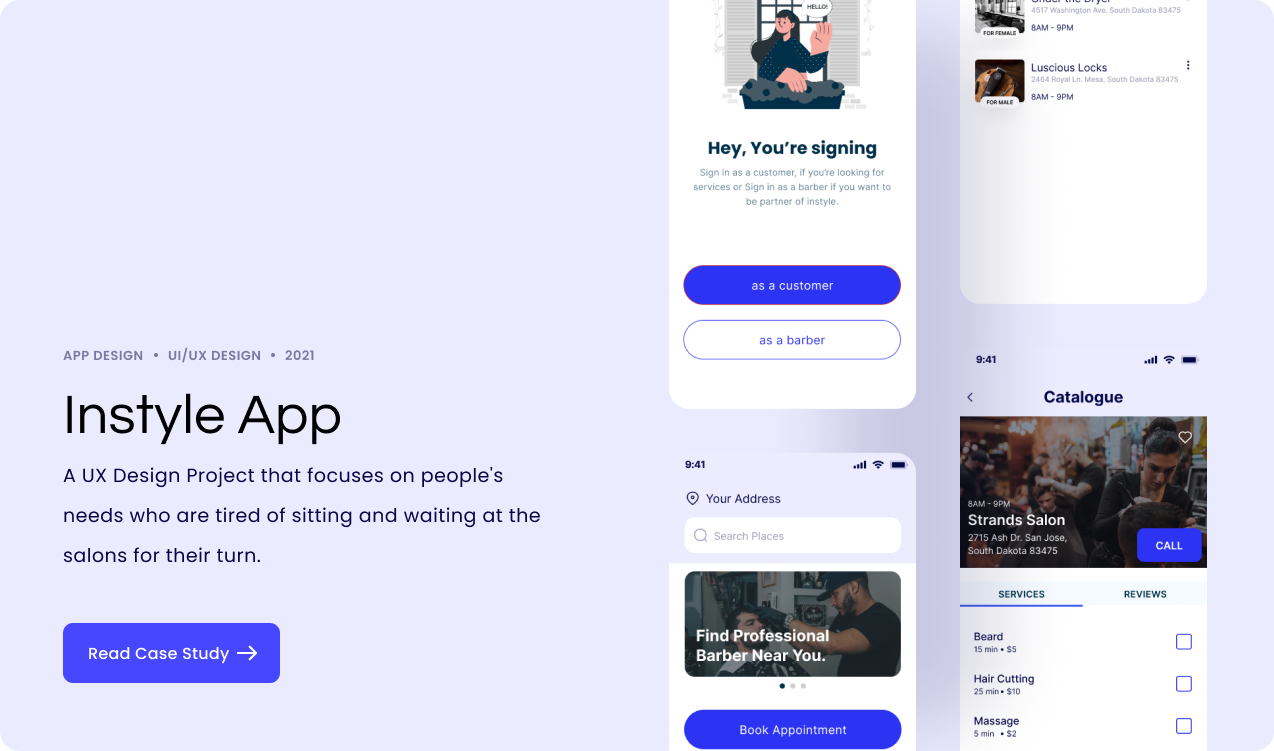 APP DESIGN • UI/UX DESIGN • 2021
Instyle App
A UX Design Project that focuses on people's
needs who are tired of sitting and waiting at the
salons for their turn.
Read Case Study
HELLO!
Hey, You’re signing
Sign in as a customer, if you’re looking for
services or Sign in as a barber if you want to
be partner of instyle.
as a customer
as a barber
9:41
Your Address
Search Places
Find Professional
Barber Near You.
Book Appointment
4517 Washington Ave. South Dakota 83475
FOR FEMALE
8AM - 9PM
Luscious Locks
2464 Royal Ln. Mesa, South Dakota 83475
8AM - 9PM
FOR MALE
9:41
Catalogue
8AM - 9PM
Strands Salon
2715 Ash Dr. San Jose,
South Dakota 83475
CALL
SERVICES
REVIEWS
Beard
15 min • $5
Hair Cutting
25 min • $10
Massage
5 min • $2